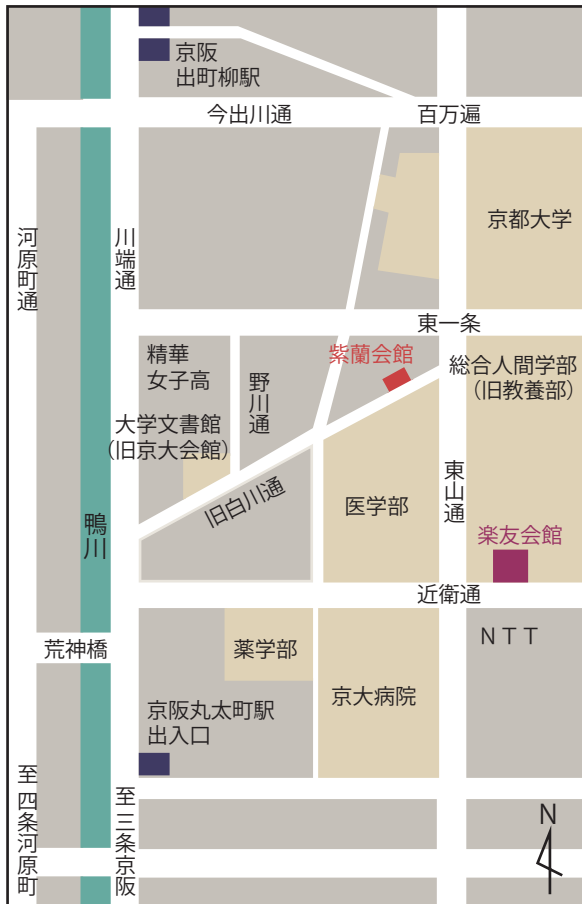 京阪
出町柳駅
今出川通
百万遍
京都大学
河原町通
川端通
東一条
精華
女子高
紫蘭会館
総合人間学部
（旧教養部）
野川通
大学文書館
（旧京大会館）
旧白川通
医学部
東山通
鴨川
楽友会館
近衛通
荒神橋
薬学部
NTT
京阪丸太町駅
出入口
京大病院
至 四条河原町
至 三条京阪
N